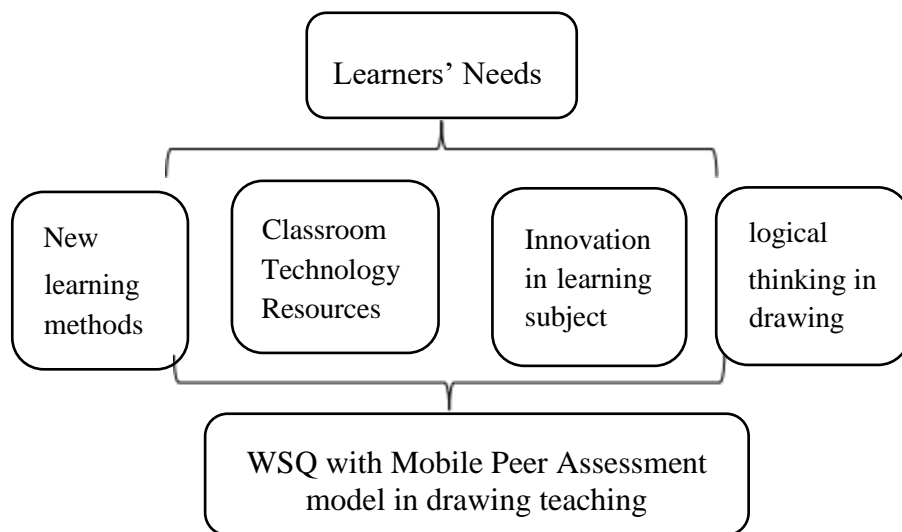 Learners’ Needs
New
learning
methods
Classroom
Technology
Resources
Innovation
in learning
subject
logical
thinking in
drawing
WSQ with Mobile Peer Assessment
model in drawing teaching